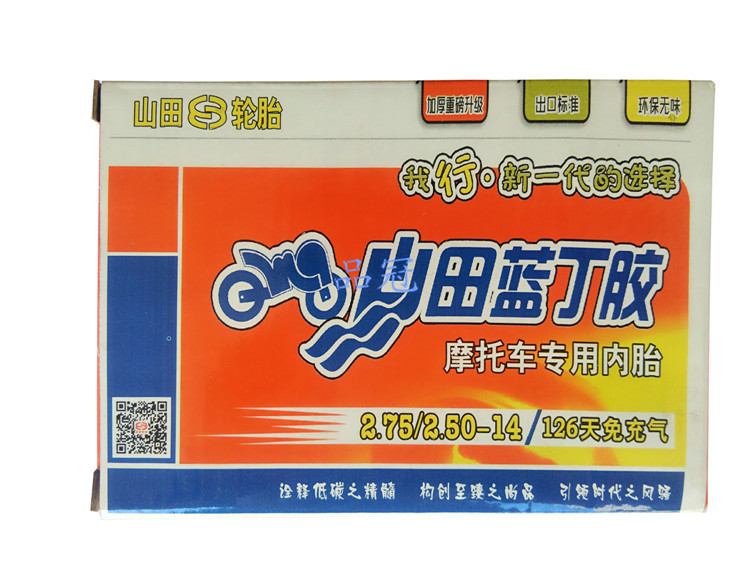 山田 轮胎
加厚重磅升级
出口标准
环保无味
我行·新一代的选择
山田蓝丁胶
品冠
摩托车专用内胎
2.75/2.50-14/126天免充气
诠释低碳之精髓 构创至臻之尚品 引领时代之风骚